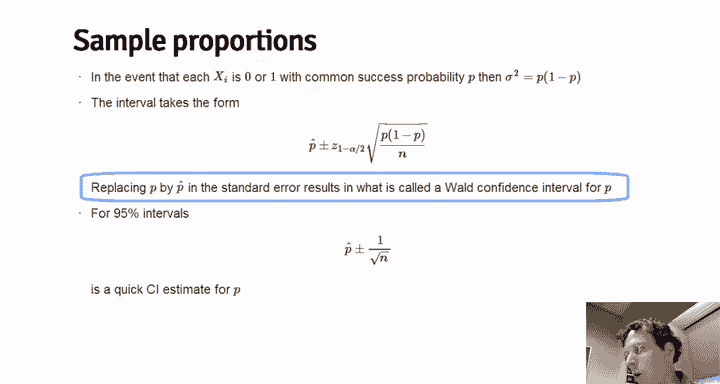 Sample proportions
· In the event that each Xᵢ is 0 or 1 with common success probability p then σ² = p(1 − p)
· The interval takes the form
p̂ ± z₁₋α/₂ √(p(1 − p)/n)
Replacing p by p̂ in the standard error results in what is called a Wald confidence interval for p
· For 95% intervals
p̂ ± 1/√n
is a quick CI estimate for p